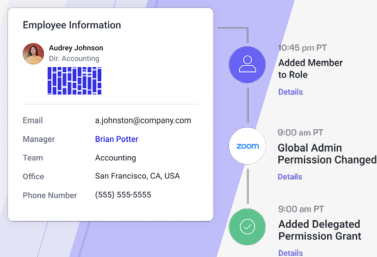 Employee Information
Audrey Johnson
Dir. Accounting
Email a.johnston@company.com
Manager Brian Potter
Team Accounting
Office San Francisco, CA, USA
Phone Number (555) 555-5555
10:45 pm PT
Added Member
to Role
Details
zoom
9:00 am PT
Global Admin
Permission Changed
Details
9:00 am PT
Added Delegated
Permission Grant
Details